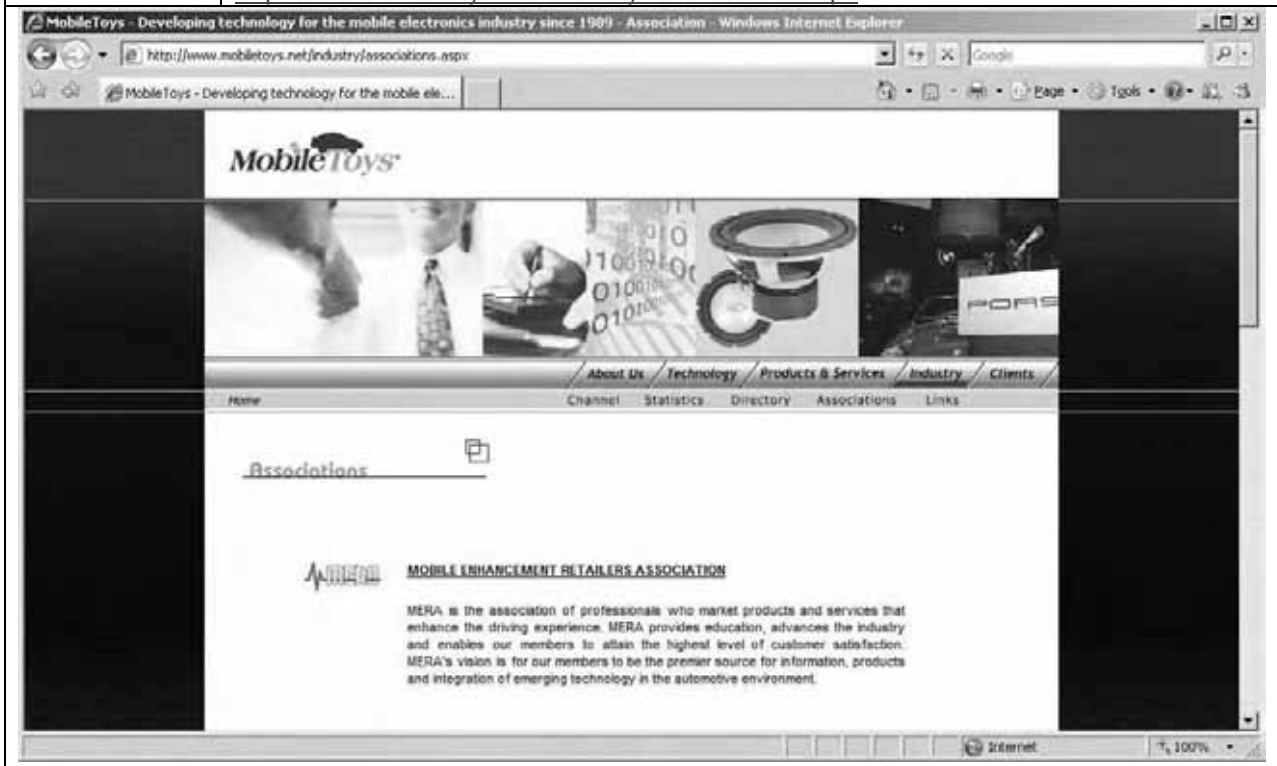 MobileToys - Developing technology for the mobile electronics industry since 1989 - Association - Windows Internet Explorer
http://www.mobiletoys.net/industry/associations.aspx
Google
MobileToys - Developing technology for the mobile ele...
Page
Tools
MobileToys
PORS
About Us Technology Products & Services Industry Clients
Home Channel Statistics Directory Associations Links
Associations
MERA
MOBILE ENHANCEMENT RETAILERS ASSOCIATION
MERA is the association of professionals who market products and services that
enhance the driving experience. MERA provides education, advances the industry
and enables our members to attain the highest level of customer satisfaction.
MERA's vision is for our members to be the premier source for information, products
and integration of emerging technology in the automotive environment.
Internet 100%